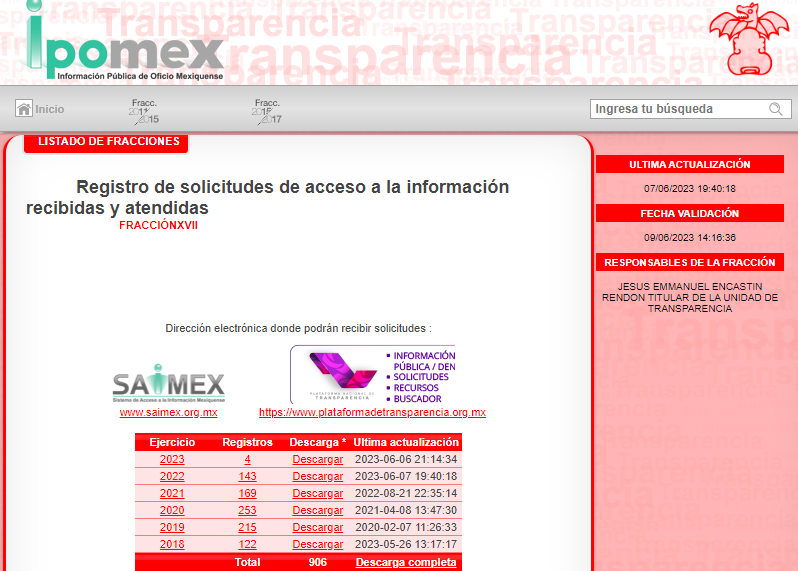 Transparencia
ipomex
Información Pública de Oficio Mexiquense
Inicio
Fracc.
2014
/2015
Fracc.
2016
/2017
Ingresa tu búsqueda
LISTADO DE FRACCIONES
Registro de solicitudes de acceso a la información
recibidas y atendidas
FRACCIÓNXVII
Dirección electrónica donde podrán recibir solicitudes :
SAIMEX
Sistema de Acceso a la Información Mexiquense
www.saimex.org.mx
PLATAFORMA NACIONAL DE
TRANSPARENCIA
• INFORMACIÓN
PÚBLICA / DEN
• SOLICITUDES
• RECURSOS
• BUSCADOR
https://www.plataformadetransparencia.org.mx
Ejercicio Registros Descarga * Ultima actualización
2023 4 Descargar 2023-06-06 21:14:34
2022 143 Descargar 2023-06-07 19:40:18
2021 169 Descargar 2022-08-21 22:35:14
2020 253 Descargar 2021-04-08 13:47:30
2019 215 Descargar 2020-02-07 11:26:33
2018 122 Descargar 2023-05-26 13:17:17
Total 906 Descarga completa
ULTIMA ACTUALIZACIÓN
07/06/2023 19:40:18
FECHA VALIDACIÓN
09/06/2023 14:16:36
RESPONSABLES DE LA FRACCIÓN
JESUS EMMANUEL ENCASTIN
RENDON TITULAR DE LA UNIDAD DE
TRANSPARENCIA